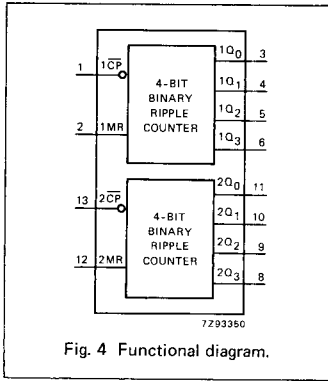 1 1CP 1Q0 3
4-BIT 1Q1 4
BINARY
RIPPLE 1Q2 5
2 1MR COUNTER 1Q3 6
2Q0 11
13 2CP 2Q1 10
4-BIT
BINARY 2Q2 9
RIPPLE
12 2MR COUNTER 2Q3 8
7Z93350
Fig. 4 Functional diagram.